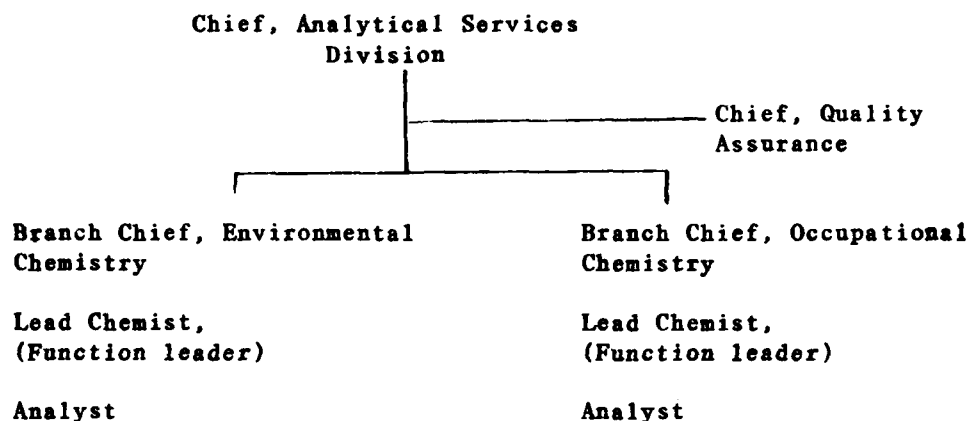 Chief, Analytical Services
Division
Chief, Quality
Assurance
Branch Chief, Environmental
Chemistry
Lead Chemist,
(Function leader)
Analyst
Branch Chief, Occupational
Chemistry
Lead Chemist,
(Function leader)
Analyst